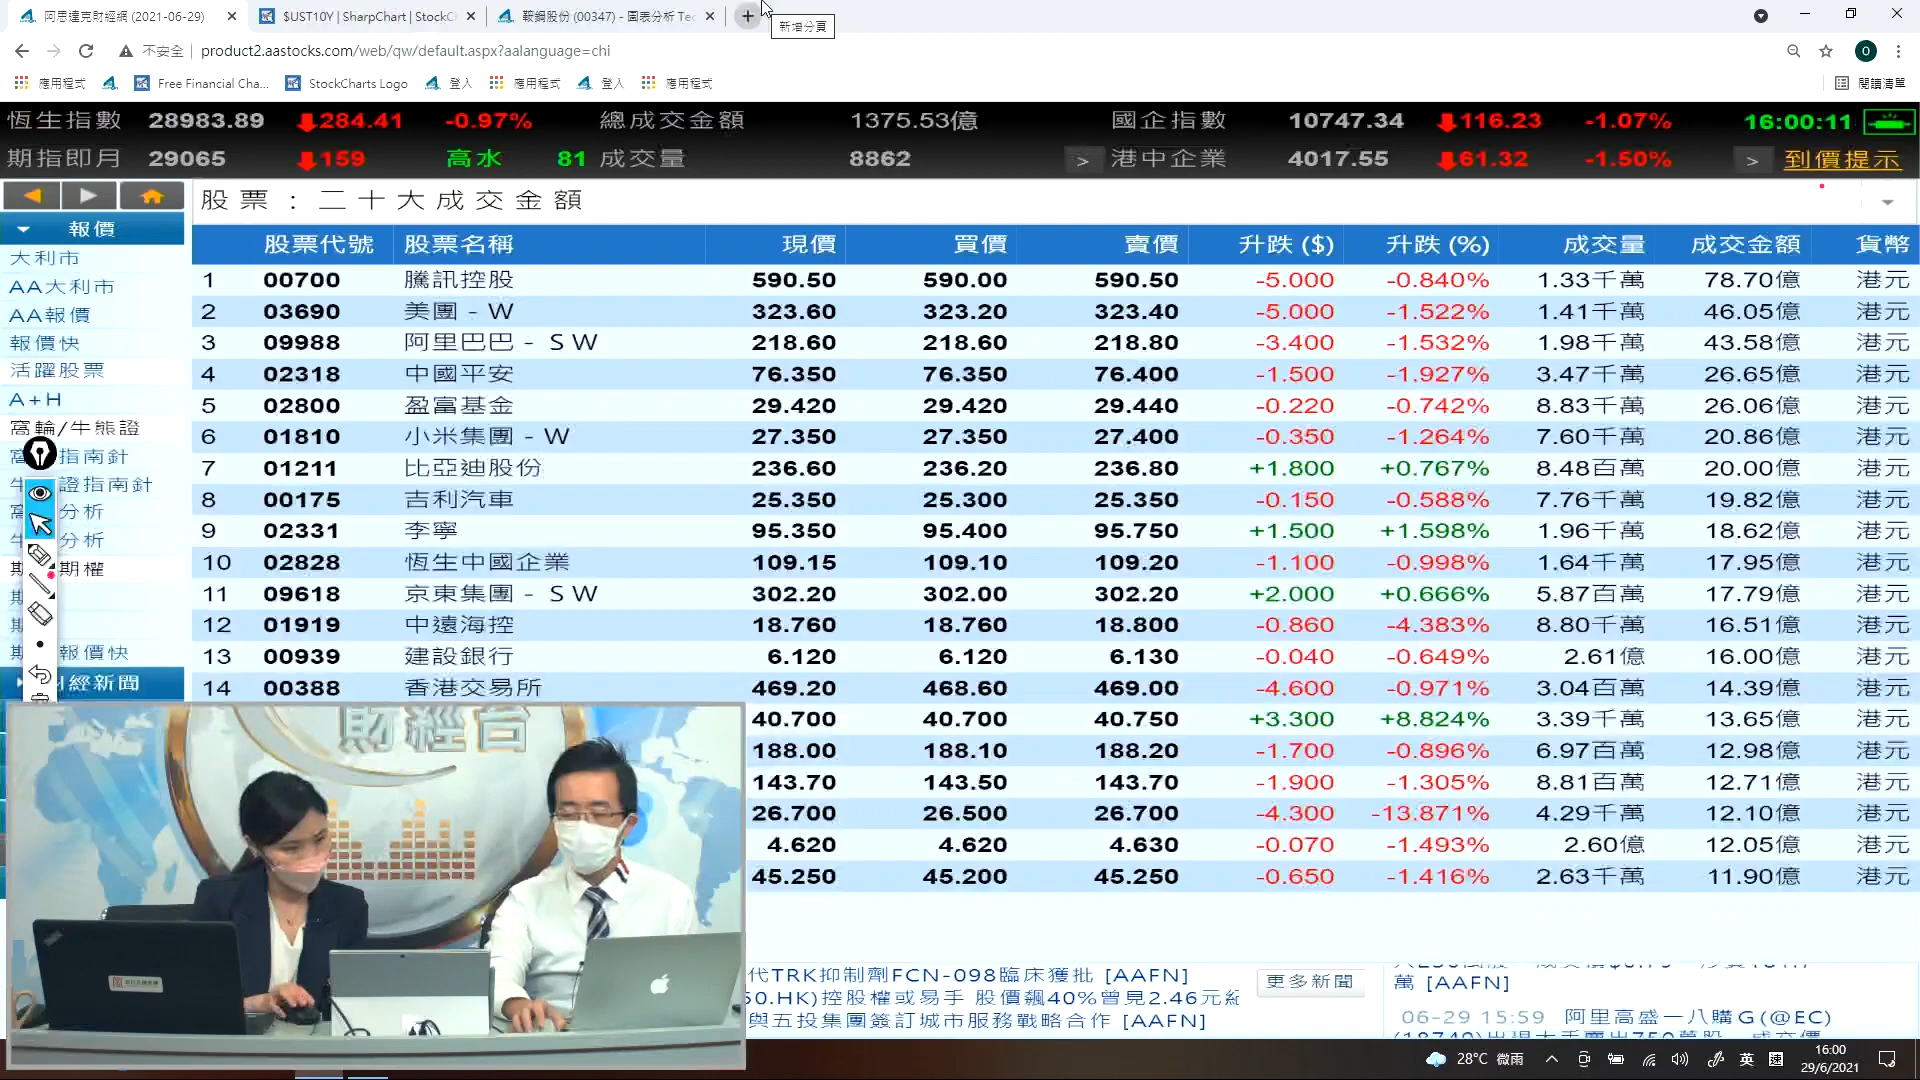 阿思達克財經網 (2021-06-29)
$UST10Y | SharpChart | StockC
鞍鋼股份 (00347) - 圖表分析 Tec
新增分頁
不安全
product2.aastocks.com/web/qw/default.aspx?aalanguage=chi
O
應用程式
Free Financial Cha...
StockCharts Logo
登入
應用程式
登入
應用程式
閱讀清單
恆生指數 28983.89 284.41 -0.97% 總成交金額 1375.53億 國企指數 10747.34 116.23 -1.07% 16:00:11
期指即月 29065 159 高水 81 成交量 8862 > 港中企業 4017.55 61.32 -1.50% > 到價提示
股票：二十大成交金額
報價
大利市
AA大利市
AA報價
報價快
活躍股票
A+H
窩輪/牛熊證
指南針
證指南針
分析
分析
期權
報價快
經新聞
股票代號 股票名稱 現價 買價 賣價 升跌 ($) 升跌 (%) 成交量 成交金額 貨幣
1 00700 騰訊控股 590.50 590.00 590.50 -5.000 -0.840% 1.33千萬 78.70億 港元
2 03690 美團 - W 323.60 323.20 323.40 -5.000 -1.522% 1.41千萬 46.05億 港元
3 09988 阿里巴巴 - SW 218.60 218.60 218.80 -3.400 -1.532% 1.98千萬 43.58億 港元
4 02318 中國平安 76.350 76.350 76.400 -1.500 -1.927% 3.47千萬 26.65億 港元
5 02800 盈富基金 29.420 29.420 29.440 -0.220 -0.742% 8.83千萬 26.06億 港元
6 01810 小米集團 - W 27.350 27.350 27.400 -0.350 -1.264% 7.60千萬 20.86億 港元
7 01211 比亞迪股份 236.60 236.20 236.80 +1.800 +0.767% 8.48百萬 20.00億 港元
8 00175 吉利汽車 25.350 25.300 25.350 -0.150 -0.588% 7.76千萬 19.82億 港元
9 02331 李寧 95.350 95.400 95.750 +1.500 +1.598% 1.96千萬 18.62億 港元
10 02828 恆生中國企業 109.15 109.10 109.20 -1.100 -0.998% 1.64千萬 17.95億 港元
11 09618 京東集團 - SW 302.20 302.00 302.20 +2.000 +0.666% 5.87百萬 17.79億 港元
12 01919 中遠海控 18.760 18.760 18.800 -0.860 -4.383% 8.80千萬 16.51億 港元
13 00939 建設銀行 6.120 6.120 6.130 -0.040 -0.649% 2.61億 16.00億 港元
14 00388 香港交易所 469.20 468.60 469.00 -4.600 -0.971% 3.04百萬 14.39億 港元
40.700 40.700 40.750 +3.300 +8.824% 3.39千萬 13.65億 港元
188.00 188.10 188.20 -1.700 -0.896% 6.97百萬 12.98億 港元
143.70 143.50 143.70 -1.900 -1.305% 8.81百萬 12.71億 港元
26.700 26.500 26.700 -4.300 -13.871% 4.29千萬 12.10億 港元
4.620 4.620 4.630 -0.070 -1.493% 2.60億 12.05億 港元
45.250 45.200 45.250 -0.650 -1.416% 2.63千萬 11.90億 港元
財經台
代TRK抑制劑FCN-098臨床獲批 [AAFN]
50.HK)控股權或易手 股價飆40%曾見2.46元
與五投集團簽訂城市服務戰略合作 [AAFN]
更多新聞
萬 [AAFN]
06-29 15:59 阿里高盛一八購G(@EC)
28°C 微雨
英
16:00
29/6/2021